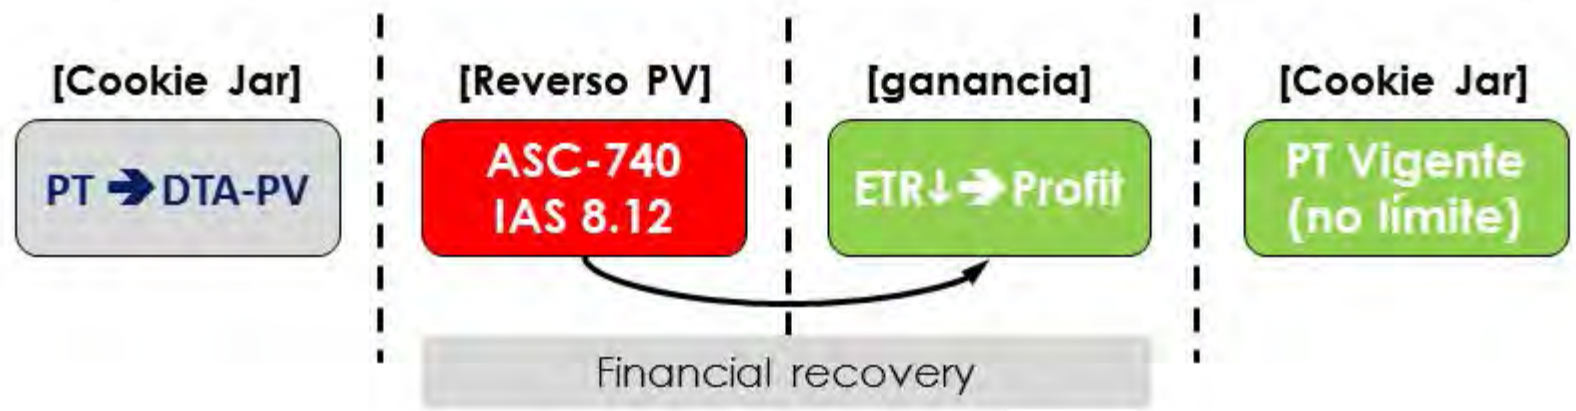 [Cookie Jar]
PT → DTA-PV
[Reverso PV]
ASC-740
IAS 8.12
[ganancia]
ETR↓→Profit
[Cookie Jar]
PT Vigente
(no límite)
Financial recovery